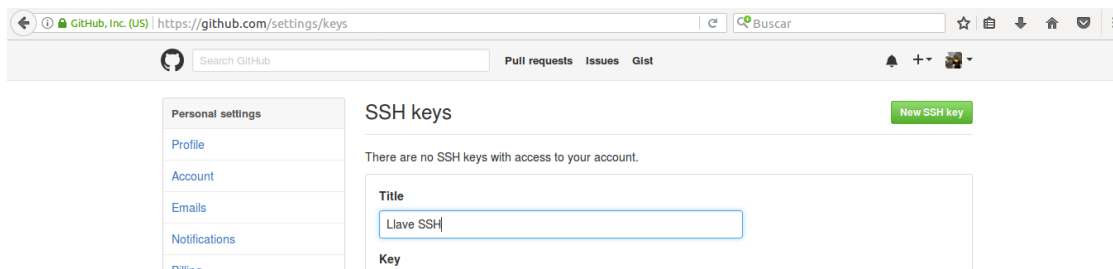 GitHub, Inc. (US) https://github.com/settings/keys Buscar
Search GitHub Pull requests Issues Gist
Personal settings
Profile
Account
Emails
Notifications
Billing
SSH keys
New SSH key
There are no SSH keys with access to your account.
Title
Llave SSH
Key